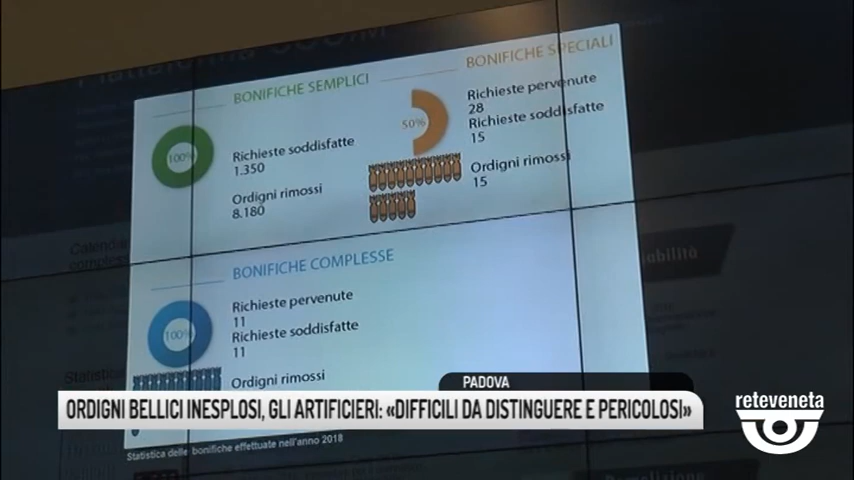 BONIFICHE SEMPLICI
100%
Richieste soddisfatte
1.350
Ordigni rimossi
8.180
BONIFICHE SPECIALI
50%
Richieste pervenute
28
Richieste soddisfatte
15
Ordigni rimossi
15
BONIFICHE COMPLESSE
100%
Richieste pervenute
11
Richieste soddisfatte
11
Ordigni rimossi
Statistica delle bonifiche effettuate nell'anno 2018
PADOVA
ORDIGNI BELLICI INESPLOSI, GLI ARTIFICIERI: «DIFFICILI DA DISTINGUERE E PERICOLOSI»
reteveneta